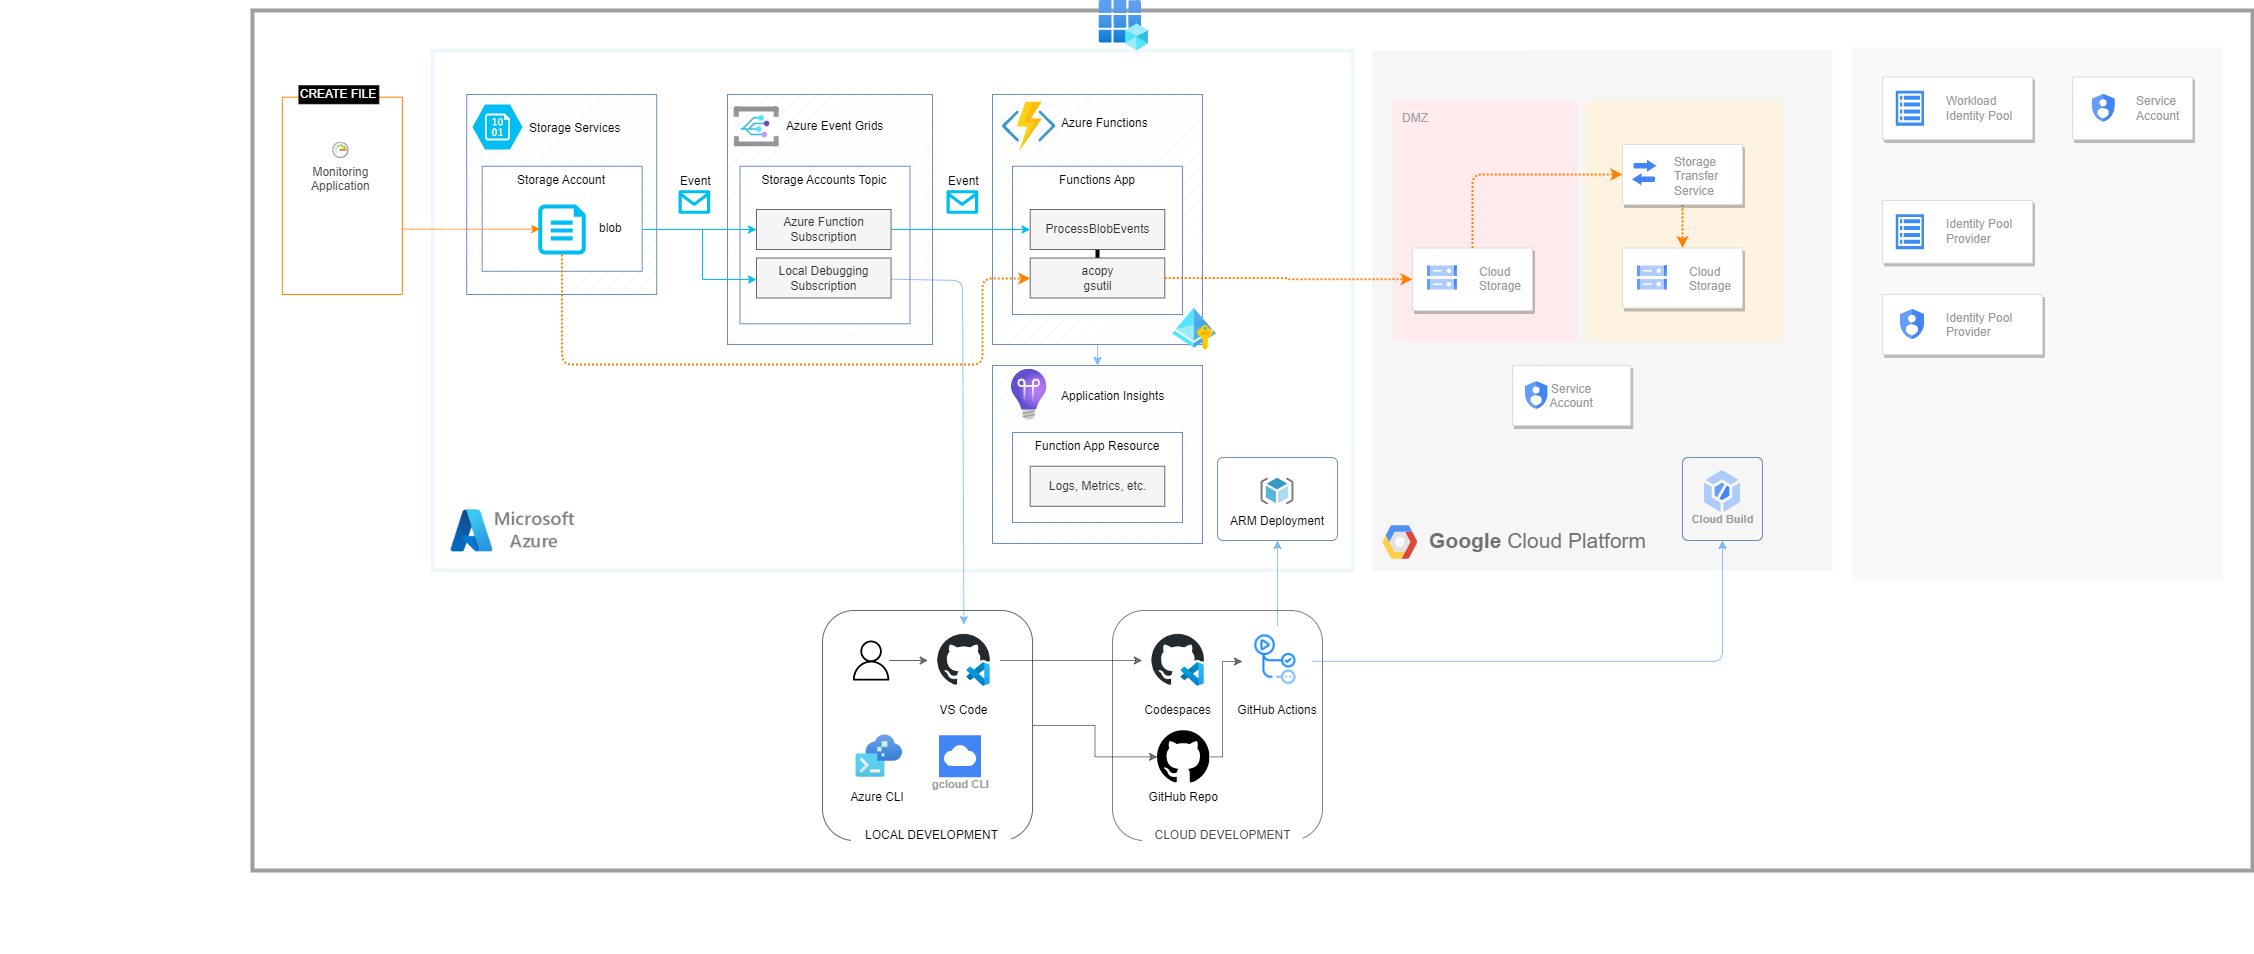 CREATE FILE
Monitoring
Application
Storage Services
10
01
Storage Account
blob
Event
Azure Event Grids
Storage Accounts Topic
Azure Function
Subscription
Local Debugging
Subscription
Event
Azure Functions
Functions App
ProcessBlobEvents
acopy
gsutil
Application Insights
Function App Resource
Logs, Metrics, etc.
ARM Deployment
Microsoft
Azure
DMZ
Cloud
Storage
Storage
Transfer
Service
Cloud
Storage
Service
Account
Cloud Build
Google Cloud Platform
Workload
Identity Pool
Service
Account
Identity Pool
Provider
Identity Pool
Provider
VS Code
Azure CLI
gcloud CLI
LOCAL DEVELOPMENT
Codespaces
GitHub Actions
GitHub Repo
CLOUD DEVELOPMENT